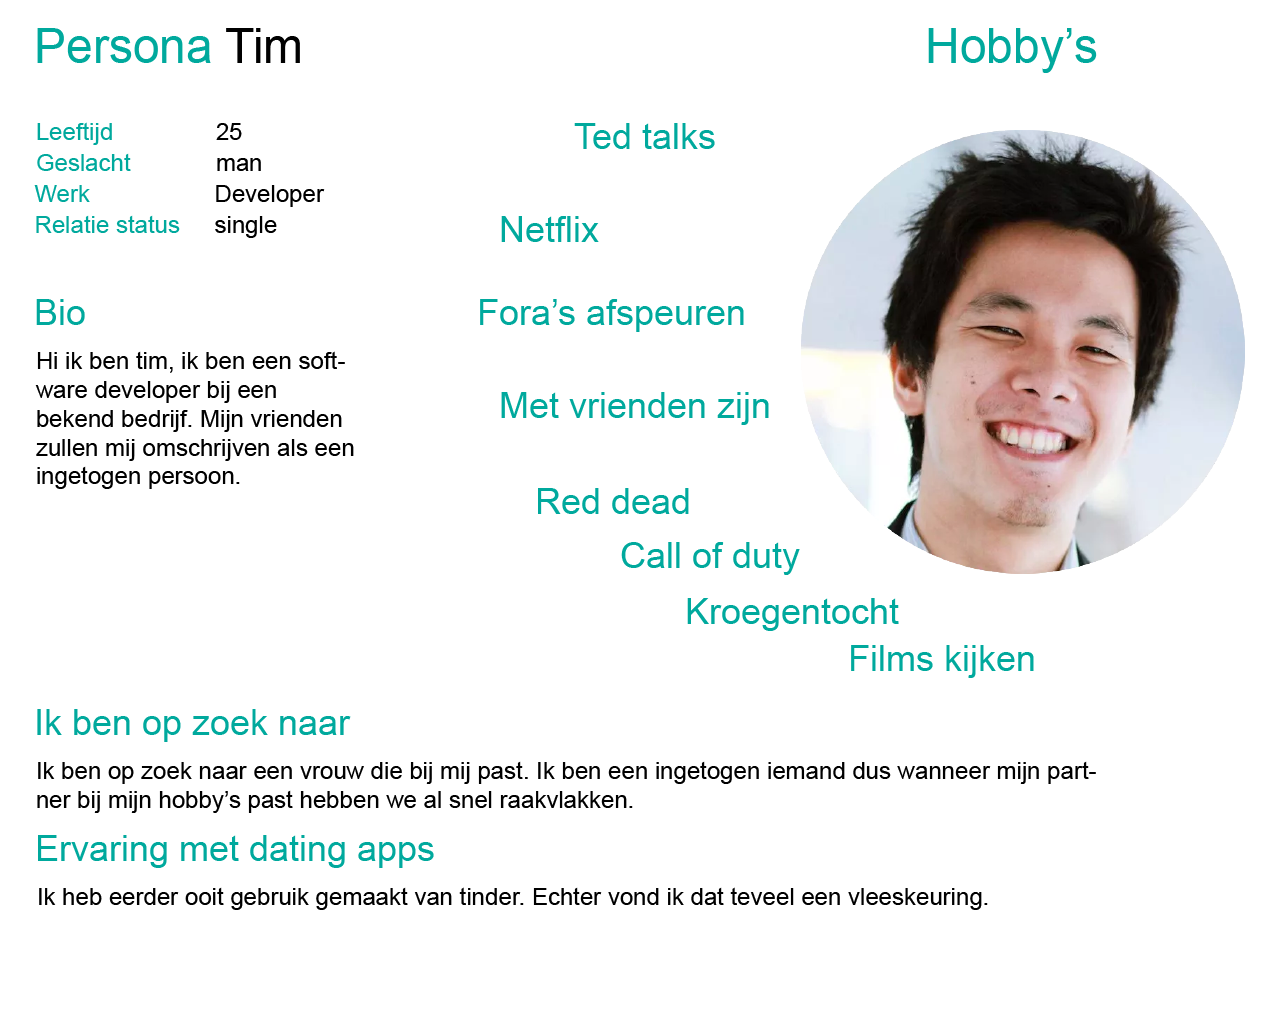 Persona Tim
Leeftijd 25
Geslacht man
Werk Developer
Relatie status single
Bio
Hi ik ben tim, ik ben een soft-
ware developer bij een
bekend bedrijf. Mijn vrienden
zullen mij omschrijven als een
ingetogen persoon.
Hobby’s
Ted talks
Netflix
Fora’s afspeuren
Met vrienden zijn
Red dead
Call of duty
Kroegentocht
Films kijken
Ik ben op zoek naar
Ik ben op zoek naar een vrouw die bij mij past. Ik ben een ingetogen iemand dus wanneer mijn part-
ner bij mijn hobby’s past hebben we al snel raakvlakken.
Ervaring met dating apps
Ik heb eerder ooit gebruik gemaakt van tinder. Echter vond ik dat teveel een vleeskeuring.